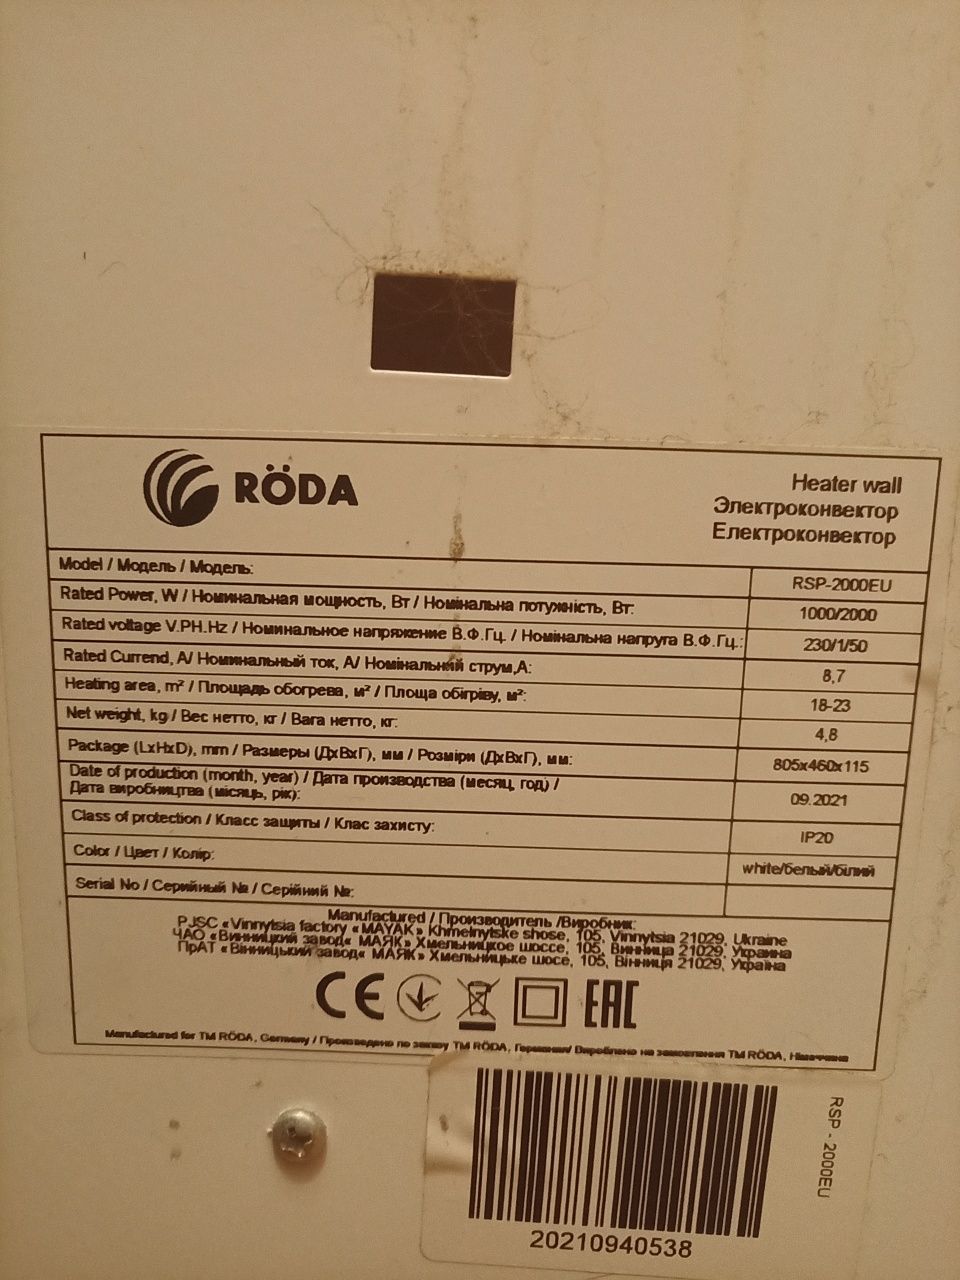 RÖDA
Heater wall
Электроконвектор
Електроконвектор
Model / Модель / Модель:
RSP-2000EU
Rated Power, W / Номинальная мощность, Вт / Номінальна потужність, Вт:
1000/2000
Rated voltage V.PH.Hz / Номинальное напряжение В.Ф.Гц. / Номінальна напруга В.Ф.Гц.:
230/1/50
Rated Currend, A/ Номинальный ток, А/ Номінальний струм,А:
8,7
Heating area, m² / Площадь обогрева, м² / Площа обігріву, м²:
18-23
Net weight, kg / Вес нетто, кг / Вага нетто, кг:
4,8
Package (LxHxD), mm / Размеры (ДхВхГ), мм / Розміри (ДхВхГ), мм:
805x460x115
Date of production (month, year) / Дата производства (месяц, год) /
Дата виробництва (місяць, рік):
09.2021
Class of protection / Класс защиты / Клас захисту:
IP20
Color / Цвет / Колір:
white/белый/білий
Serial No / Серийный № / Серійний №:
Manufactured / Производитель /Виробник:
PJSC «Vinnytsia factory «MAYAK» Khmelnytske shose, 105, Vinnytsia 21029, Ukraine
ЧАО «Винницкий завод« МАЯК» Хмельницкое шоссе, 105, Винница 21029, Украина
ПрАТ «Вінницький завод« МАЯК» Хмельницьке шосе, 105, Вінниця 21029, Україна
CE EAC
Manufactured for TM RÖDA, Germany / Произведено по заказу TM RÖDA, Германия/ Вироблено на замовлення TM RÖDA, Німеччина
RSP - 2000EU
20210940538